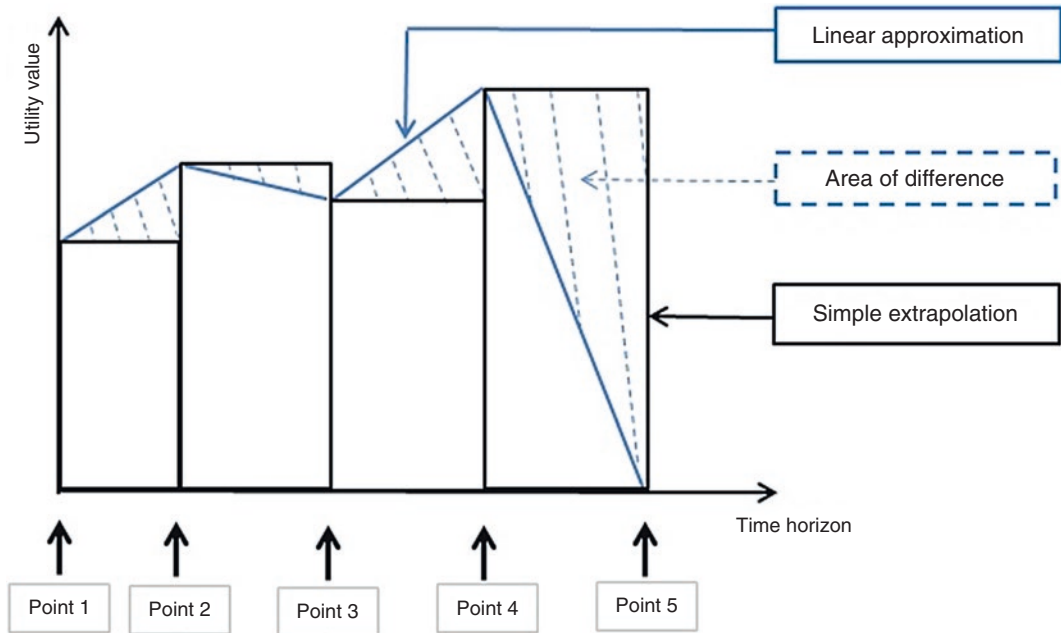 Utility value
Linear approximation
Area of difference
Simple extrapolation
Time horizon
Point 1
Point 2
Point 3
Point 4
Point 5